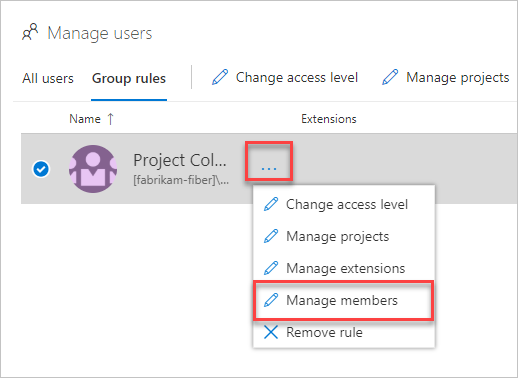 Manage users
All users Group rules Change access level Manage projects
Name ↑ Extensions
Project Col... ...
[fabrikam-fiber]\...
Change access level
Manage projects
Manage extensions
Manage members
Remove rule